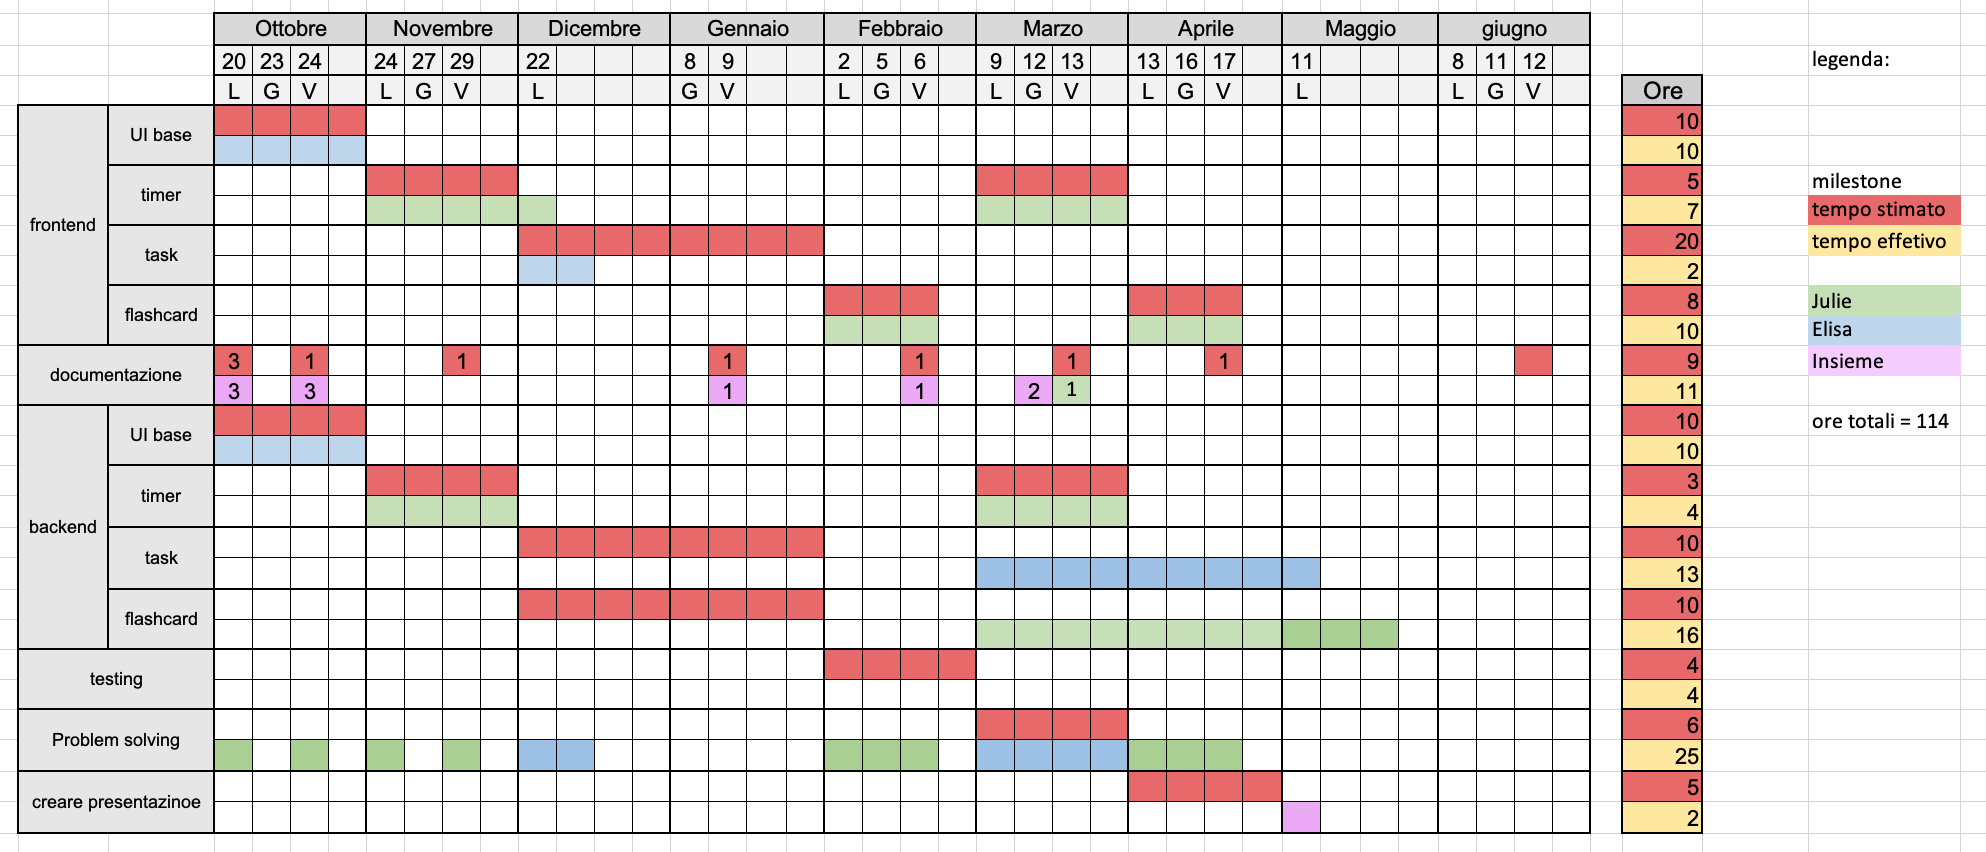 Ottobre Novembre Dicembre Gennaio Febbraio Marzo Aprile Maggio giugno
20 23 24 24 27 29 22 8 9 2 5 6 9 12 13 13 16 17 11 8 11 12 legenda:
L G V L G V L G V L G V L G V L G V L L G V Ore
frontend
UI base
10
10
timer
5 milestone
7 tempo stimato
task
20 tempo effetivo
2
flashcard
8 Julie
10 Elisa
documentazione
3 1 1 1 1 1 1 9 Insieme
3 3 1 1 2 1 11
backend
UI base
10 ore totali = 114
10
timer
3
4
task
10
13
flashcard
10
16
testing
4
4
Problem solving
6
25
creare presentazinoe
5
2